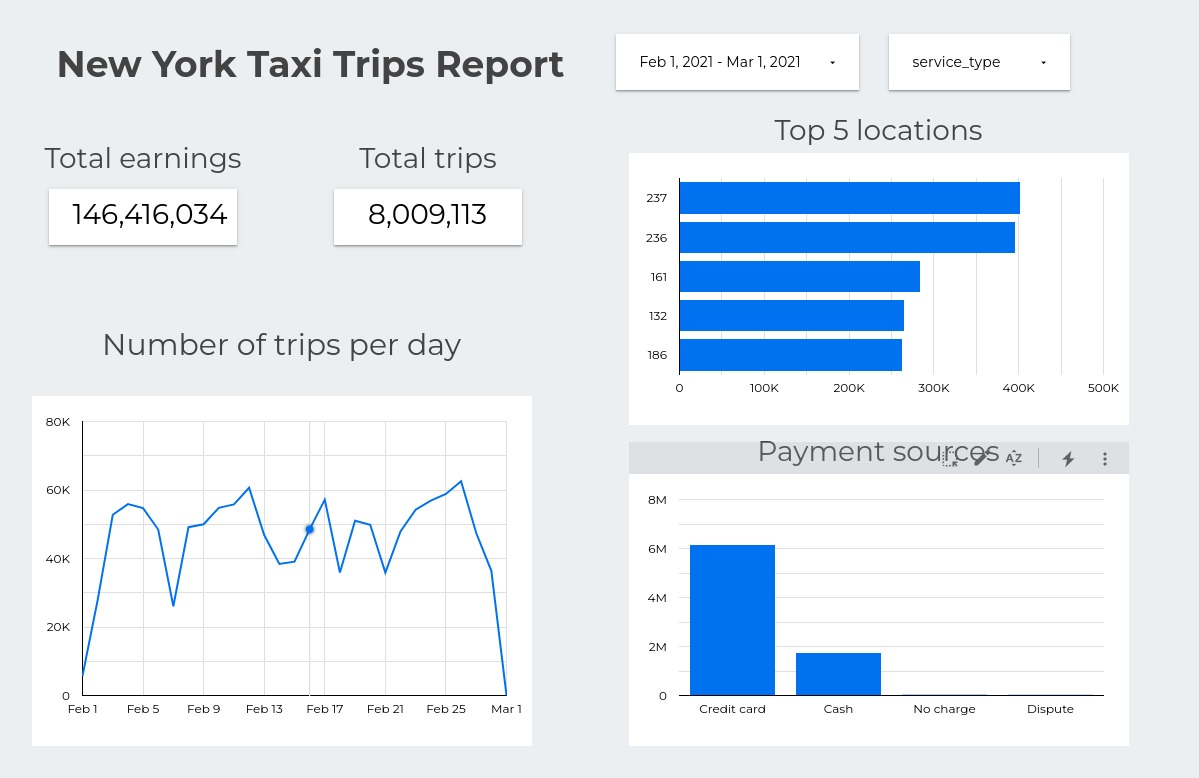 New York Taxi Trips Report
Feb 1, 2021 - Mar 1, 2021
service_type
Total earnings
146,416,034
Total trips
8,009,113
Top 5 locations
237
236
161
132
186
0 100K 200K 300K 400K 500K
Number of trips per day
80K
60K
40K
20K
0
Feb 1 Feb 5 Feb 9 Feb 13 Feb 17 Feb 21 Feb 25 Mar 1
Payment sources
AZ
8M
6M
4M
2M
0
Credit card Cash No charge Dispute